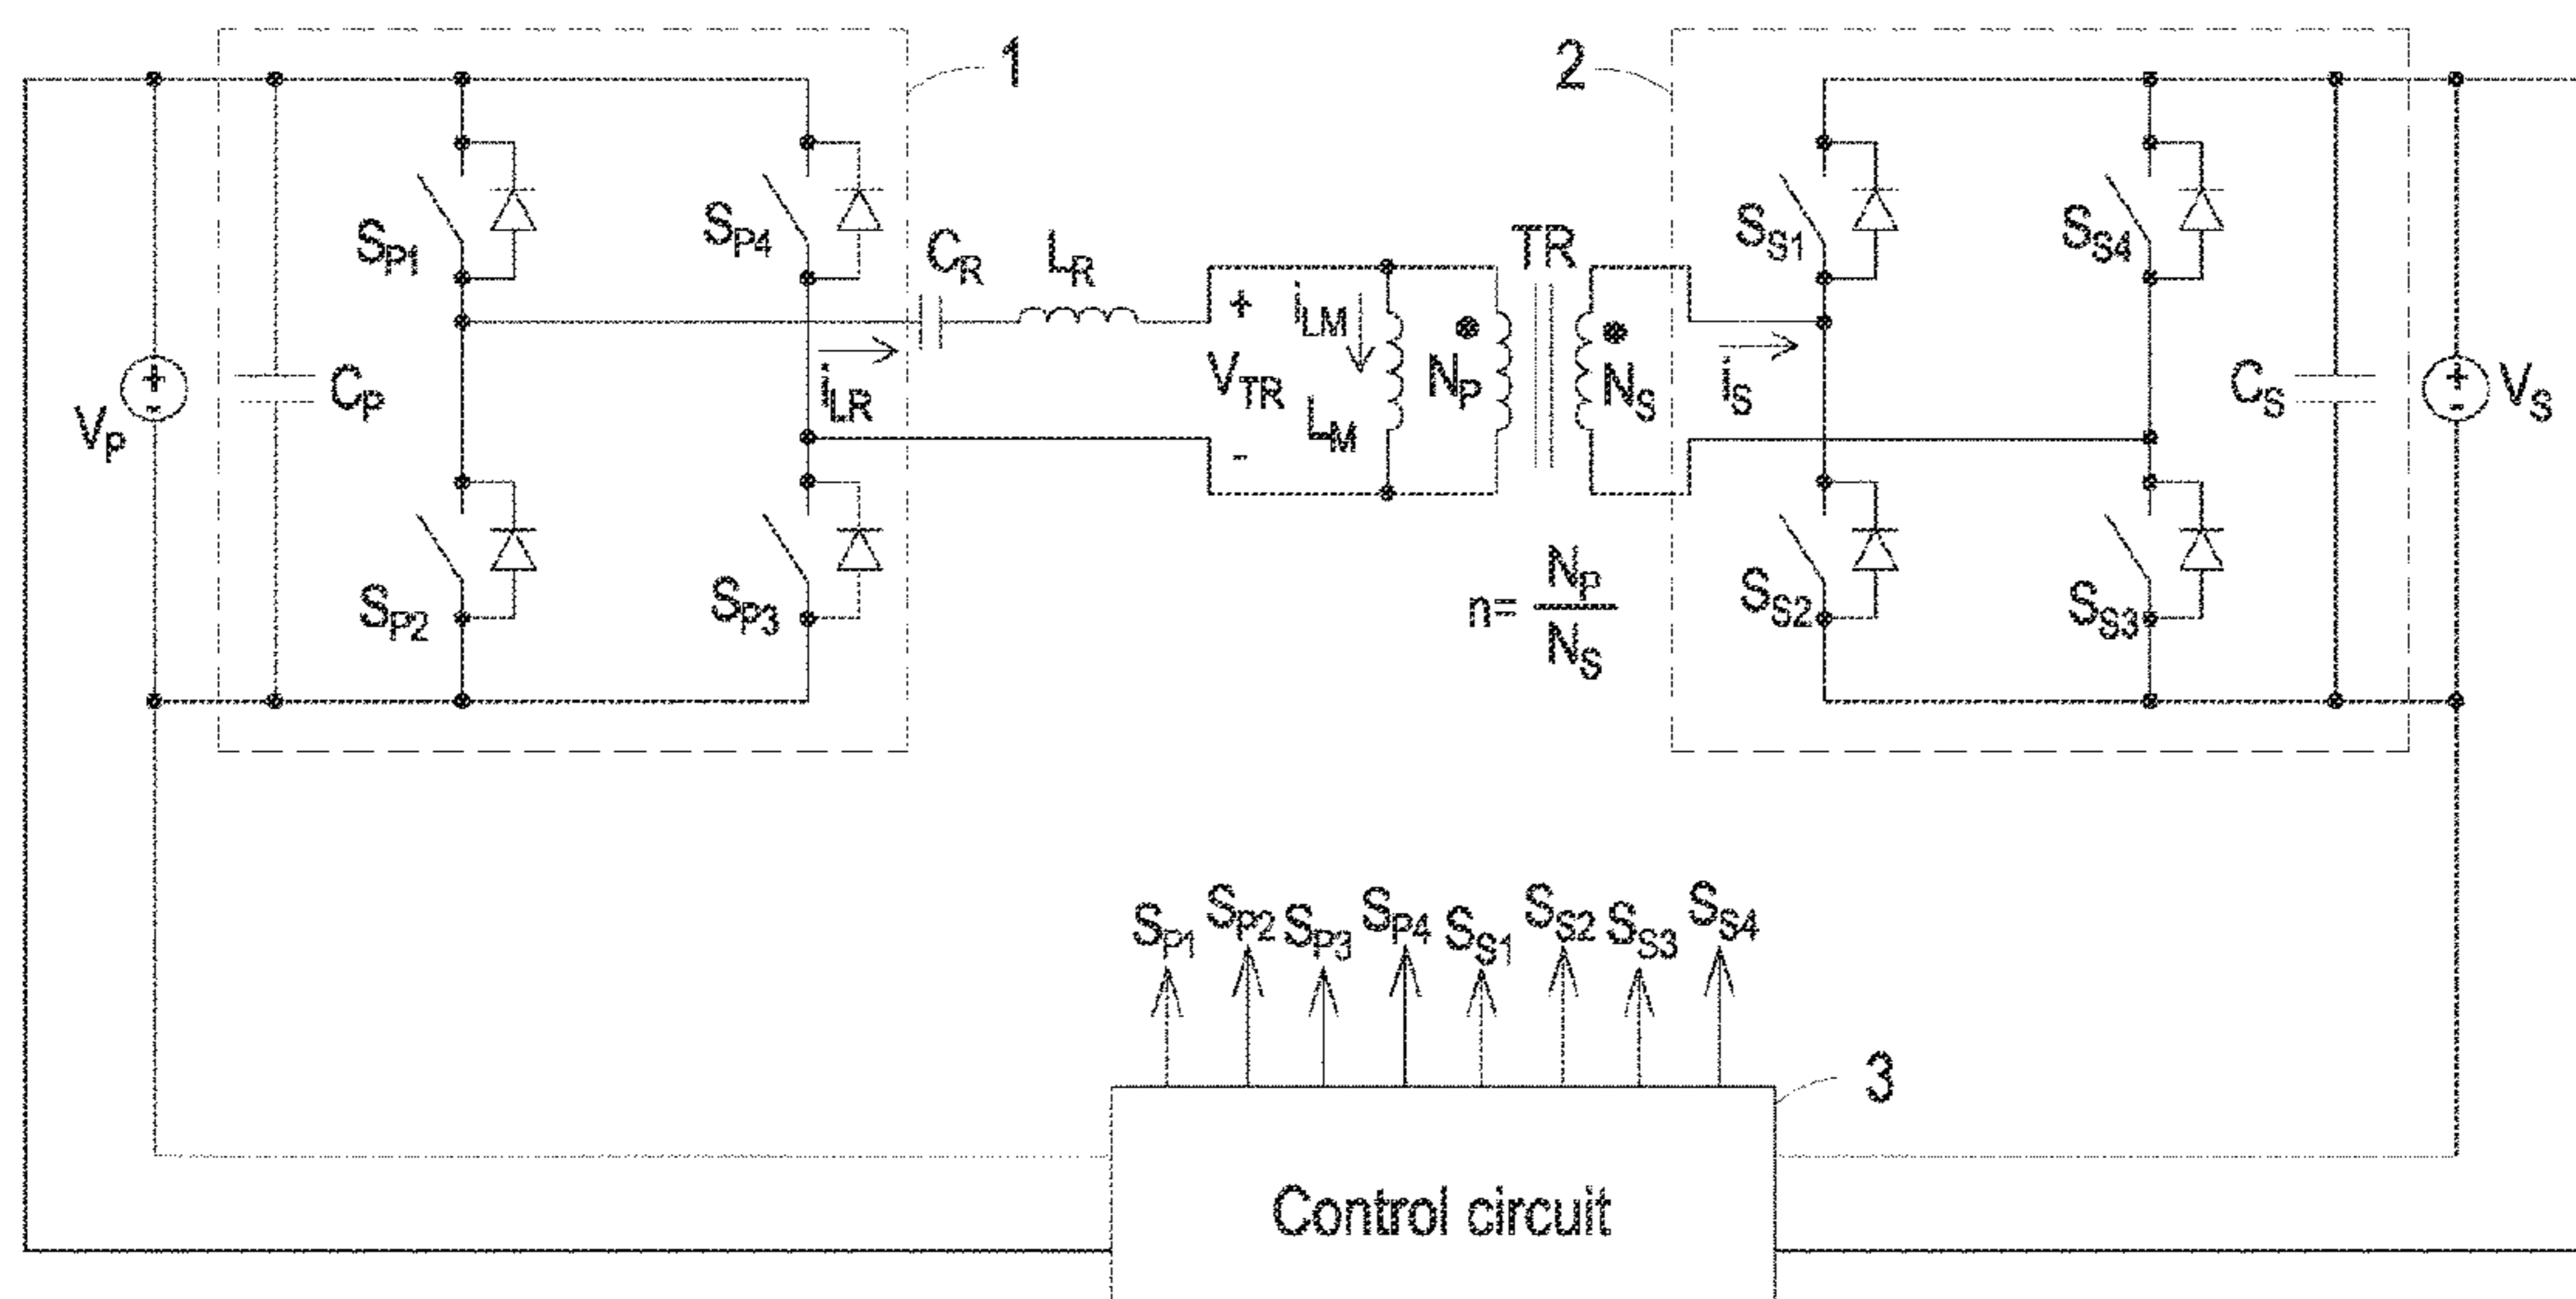 1
2
S_P1
S_P4
C_R
L_R
TR
S_S1
S_S4
+
-
V_P
C_P
i_LR
+
V_TR
-
i_LM
L_M
N_P
N_S
i_S
C_S
+
-
V_S
S_P2
S_P3
n= N_P / N_S
S_S2
S_S3
S_P1 S_P2 S_P3 S_P4 S_S1 S_S2 S_S3 S_S4
3
Control circuit